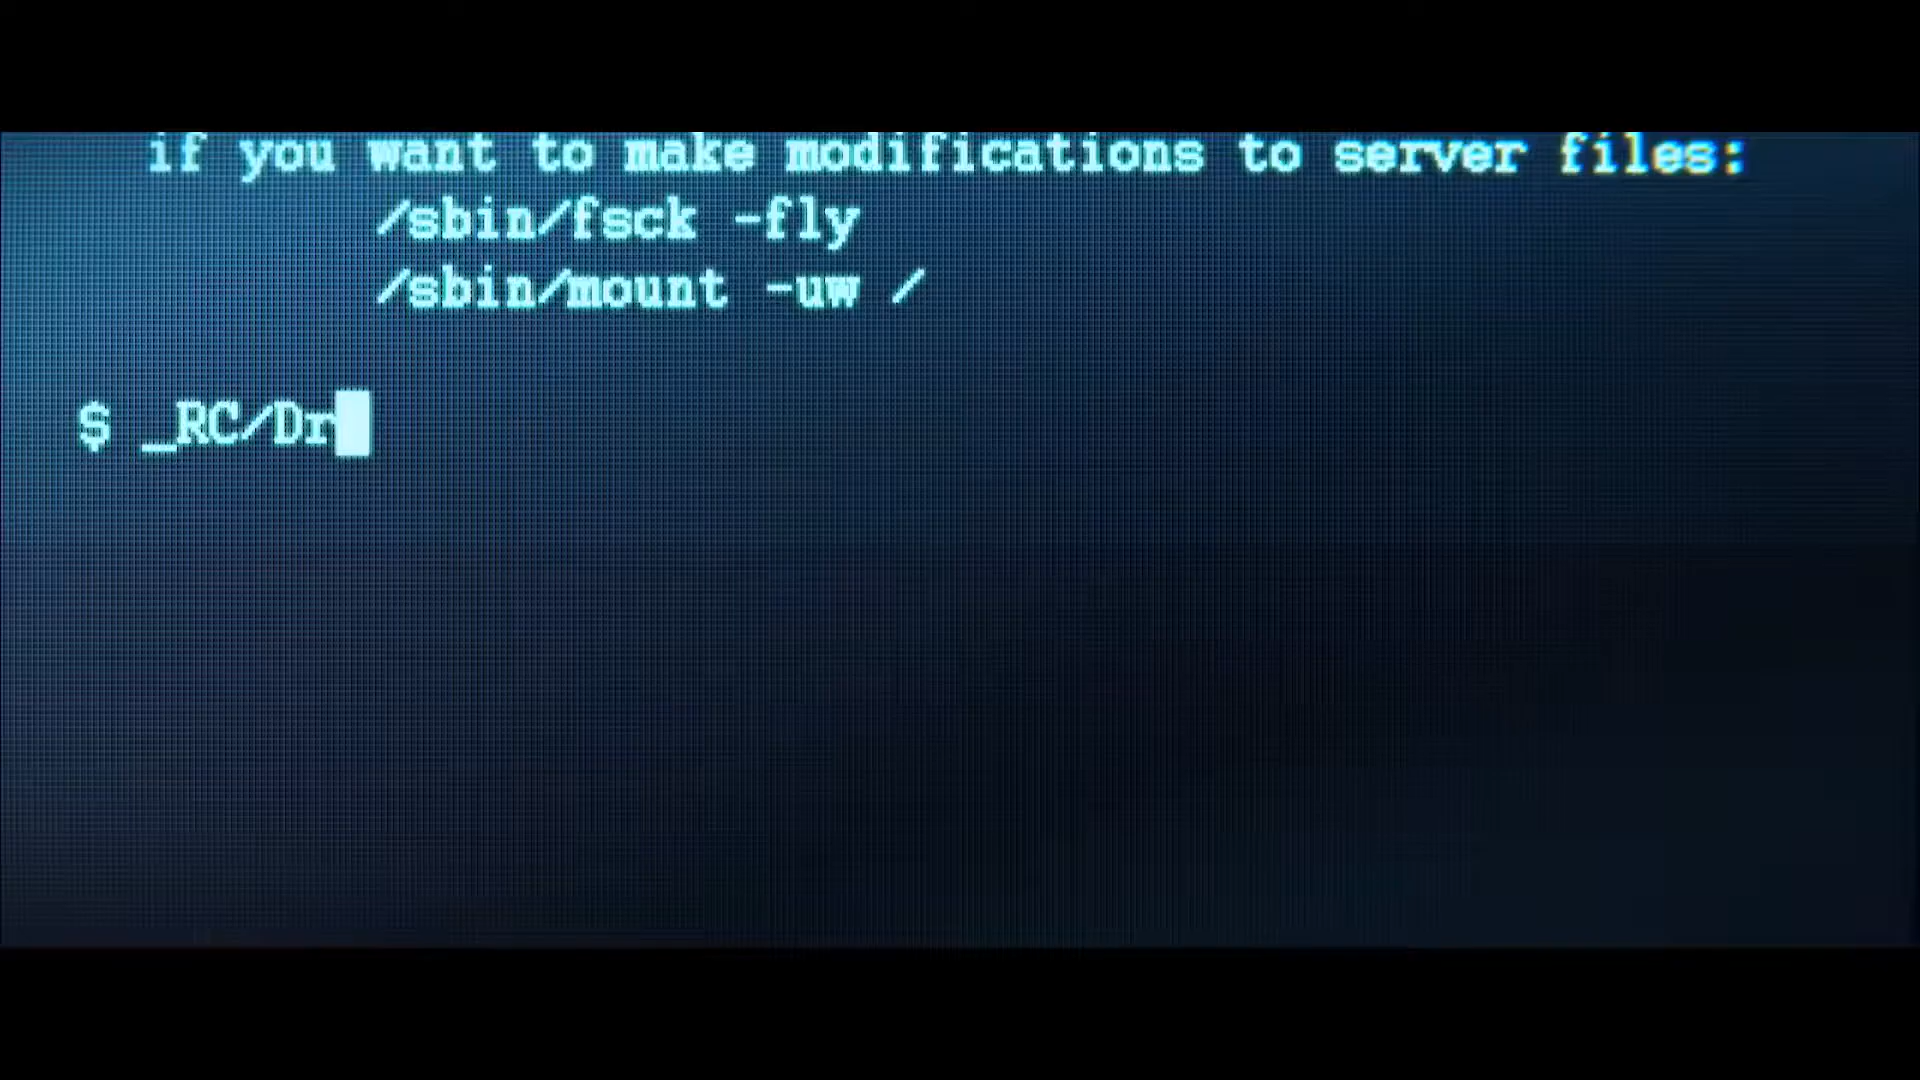 if you want to make modifications to server files:
/sbin/fsck -fly
/sbin/mount -uw /
$ _RC/Dr